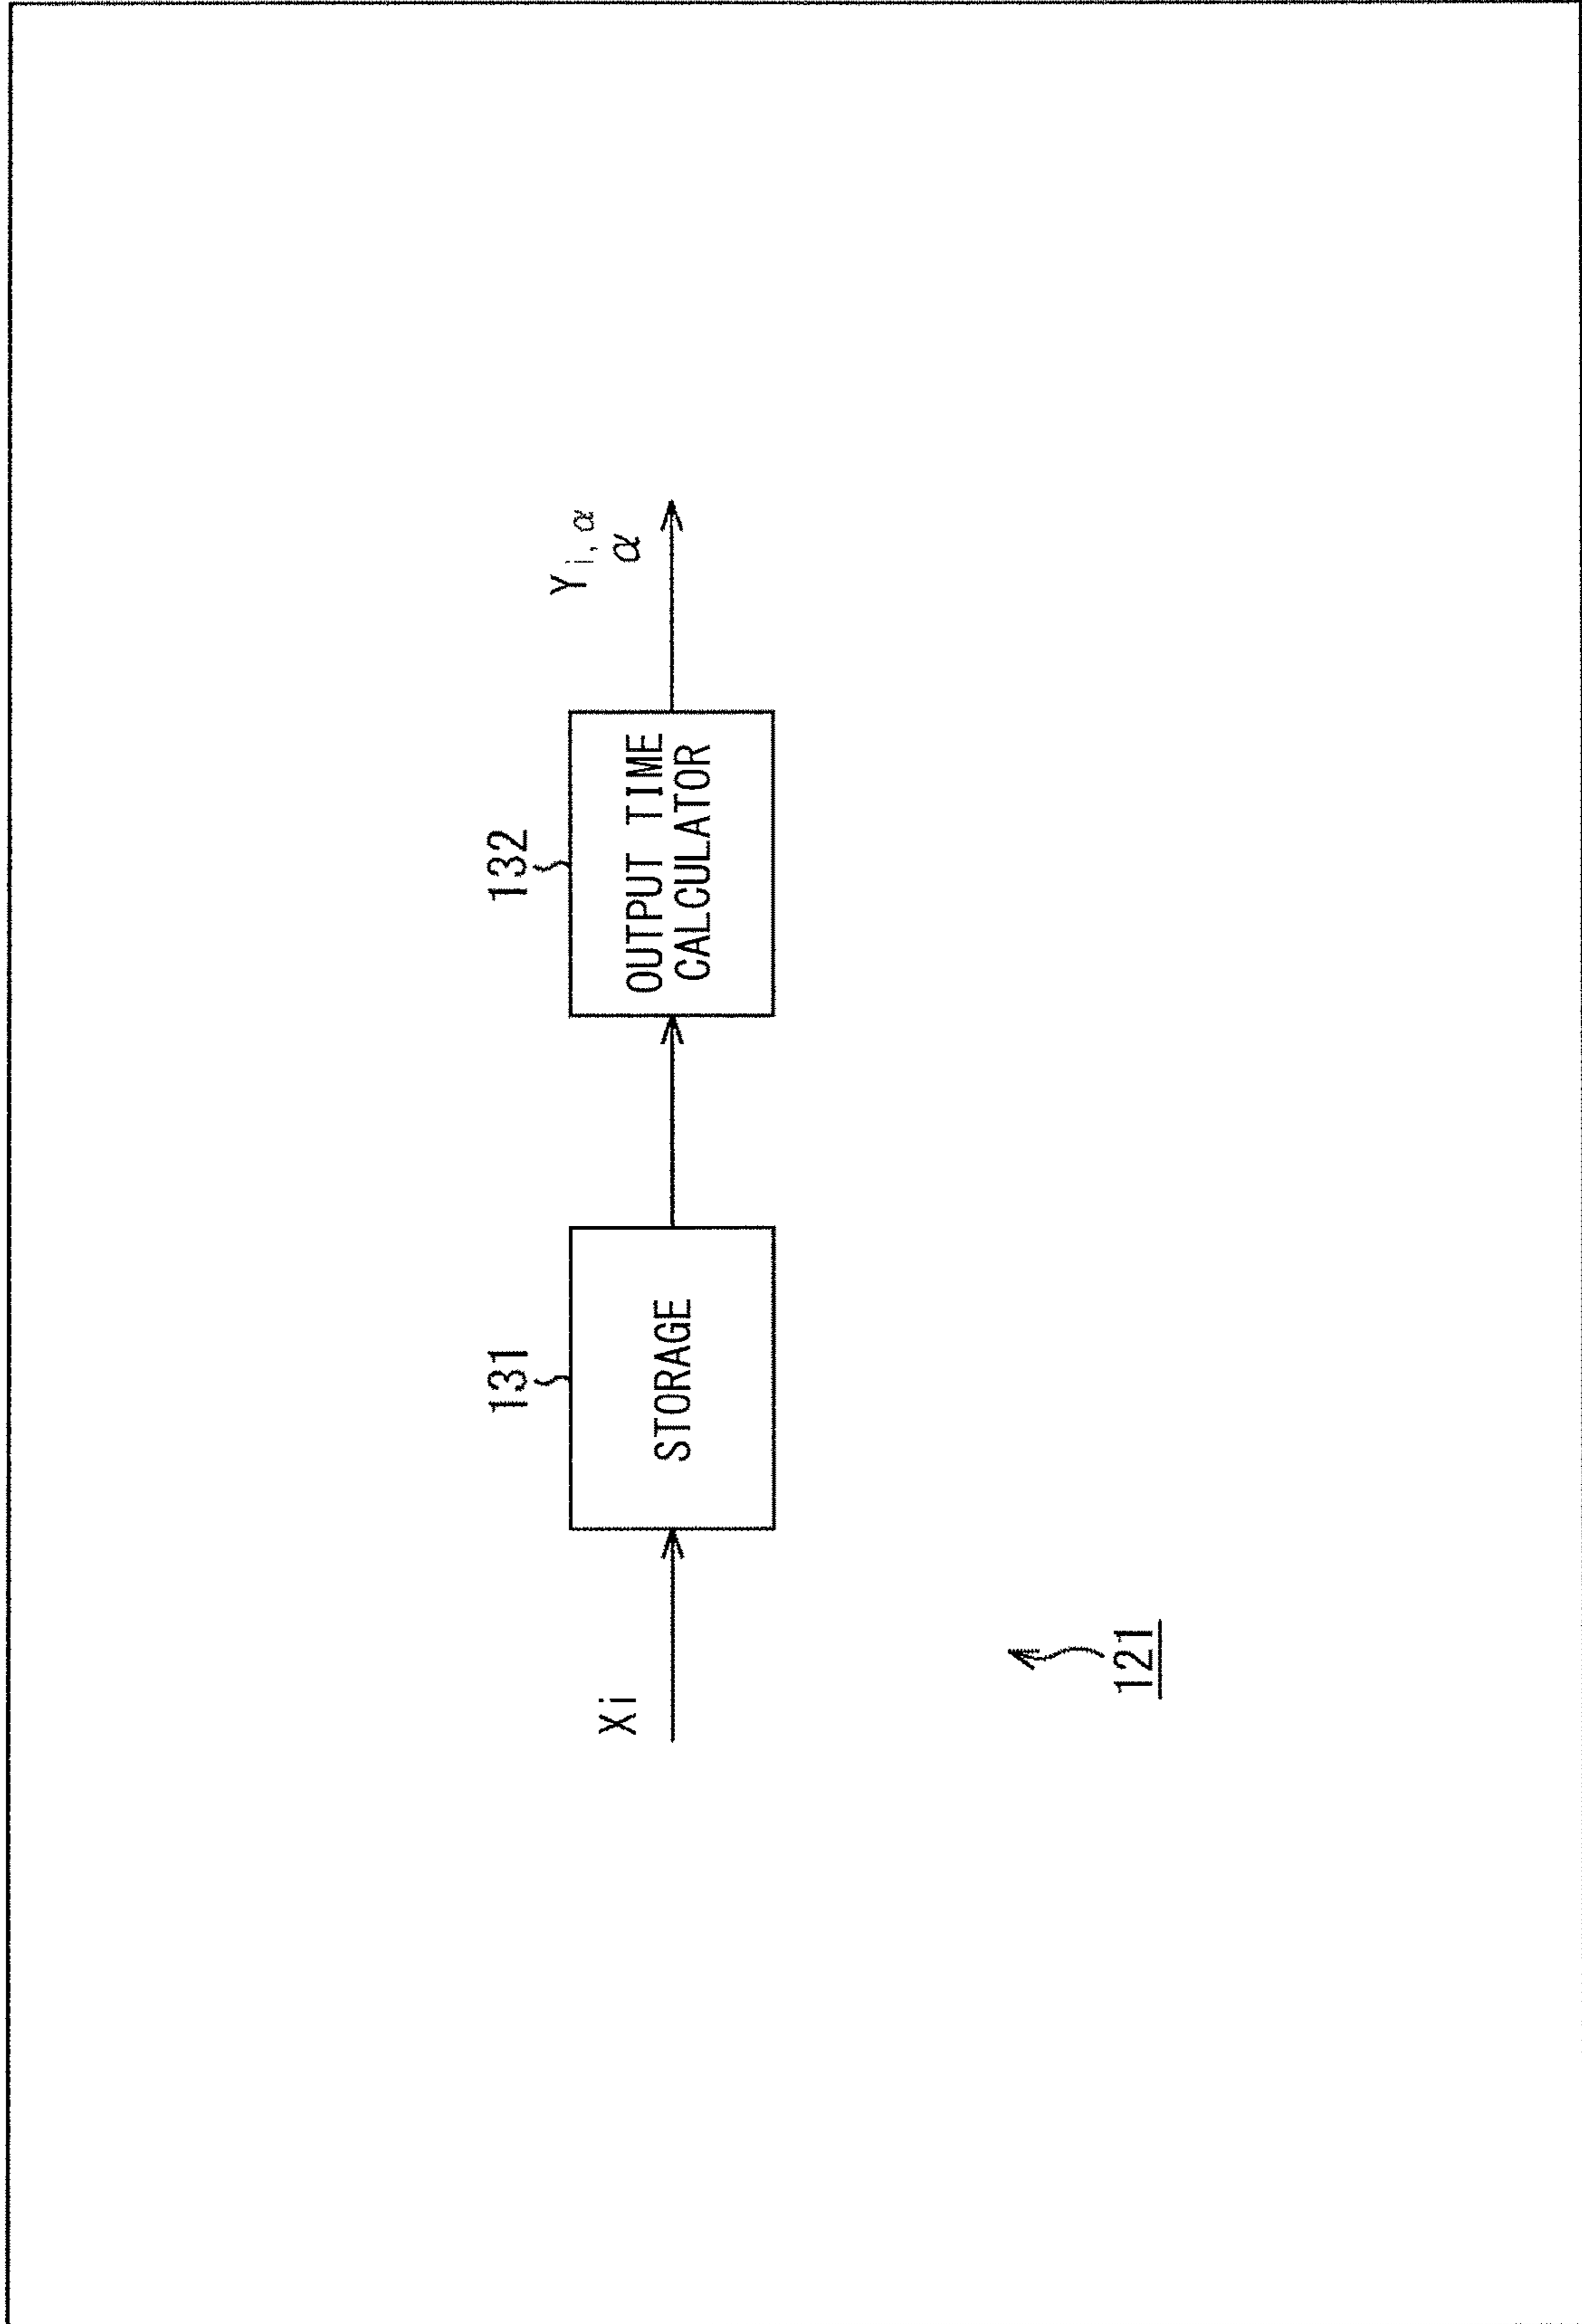 131
132
Xi
STORAGE
OUTPUT TIME
CALCULATOR
Y i, α
α
121